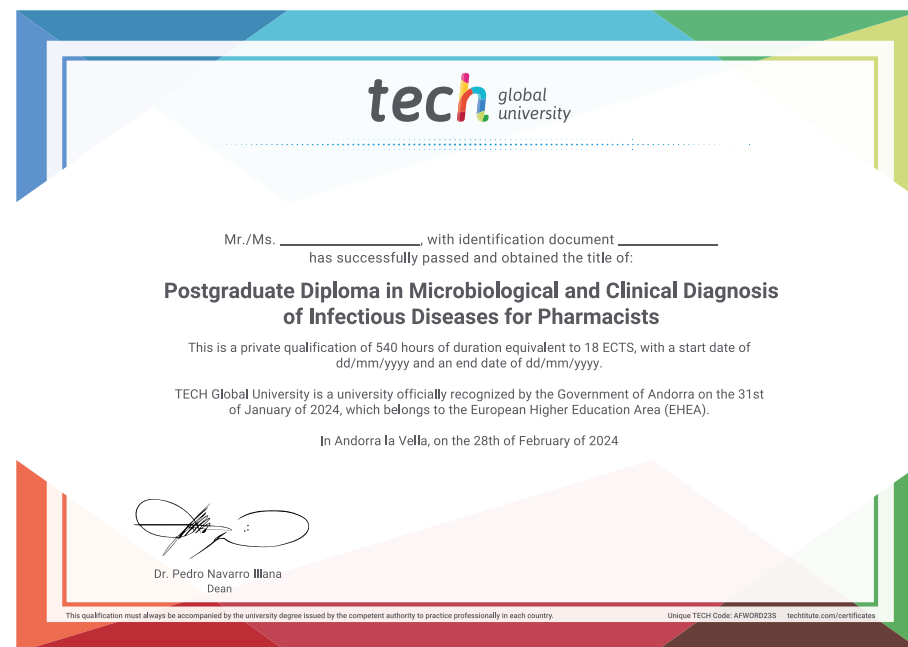 tech global
university
Mr./Ms. ____________, with identification document ____________
has successfully passed and obtained the title of:
Postgraduate Diploma in Microbiological and Clinical Diagnosis
of Infectious Diseases for Pharmacists
This is a private qualification of 540 hours of duration equivalent to 18 ECTS, with a start date of
dd/mm/yyyy and an end date of dd/mm/yyyy.
TECH Global University is a university officially recognized by the Government of Andorra on the 31st
of January of 2024, which belongs to the European Higher Education Area (EHEA).
In Andorra la Vella, on the 28th of February of 2024
Dr. Pedro Navarro Illana
Dean
This qualification must always be accompanied by the university degree issued by the competent authority to practice professionally in each country.
Unique TECH Code: AFWORD23S techtitute.com/certificates